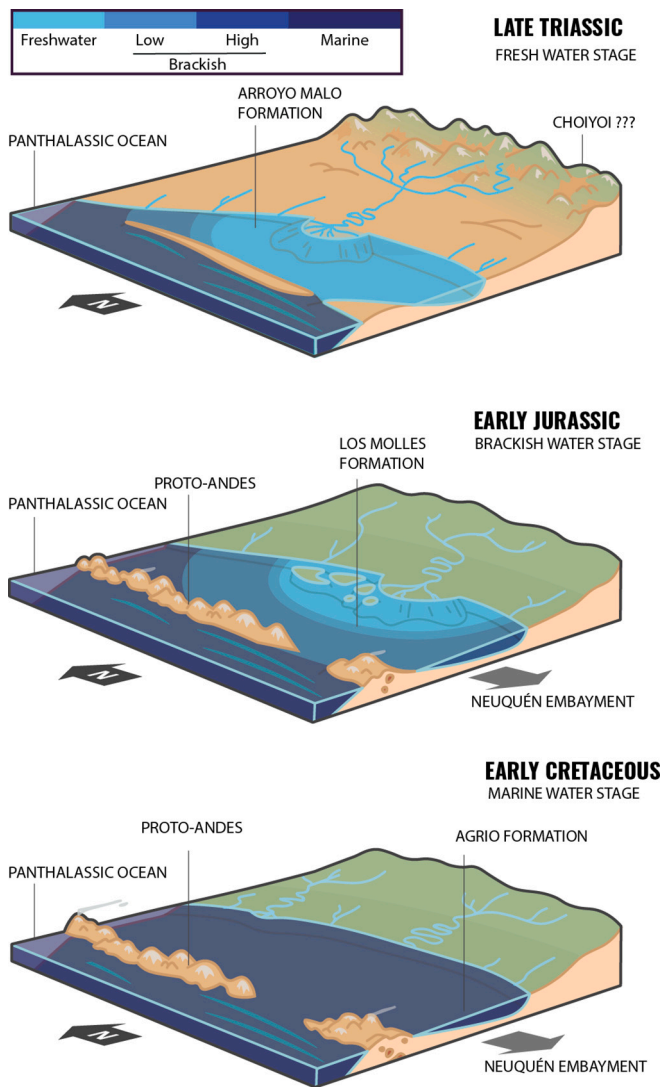 Freshwater Low High Marine
Brackish
LATE TRIASSIC
FRESH WATER STAGE
ARROYO MALO
FORMATION
CHOIYOI ???
PANTHALASSIC OCEAN
N
EARLY JURASSIC
BRACKISH WATER STAGE
LOS MOLLES
FORMATION
PROTO-ANDES
PANTHALASSIC OCEAN
N
NEUQUÉN EMBAYMENT
EARLY CRETACEOUS
MARINE WATER STAGE
PROTO-ANDES
AGRIO FORMATION
PANTHALASSIC OCEAN
N
NEUQUÉN EMBAYMENT